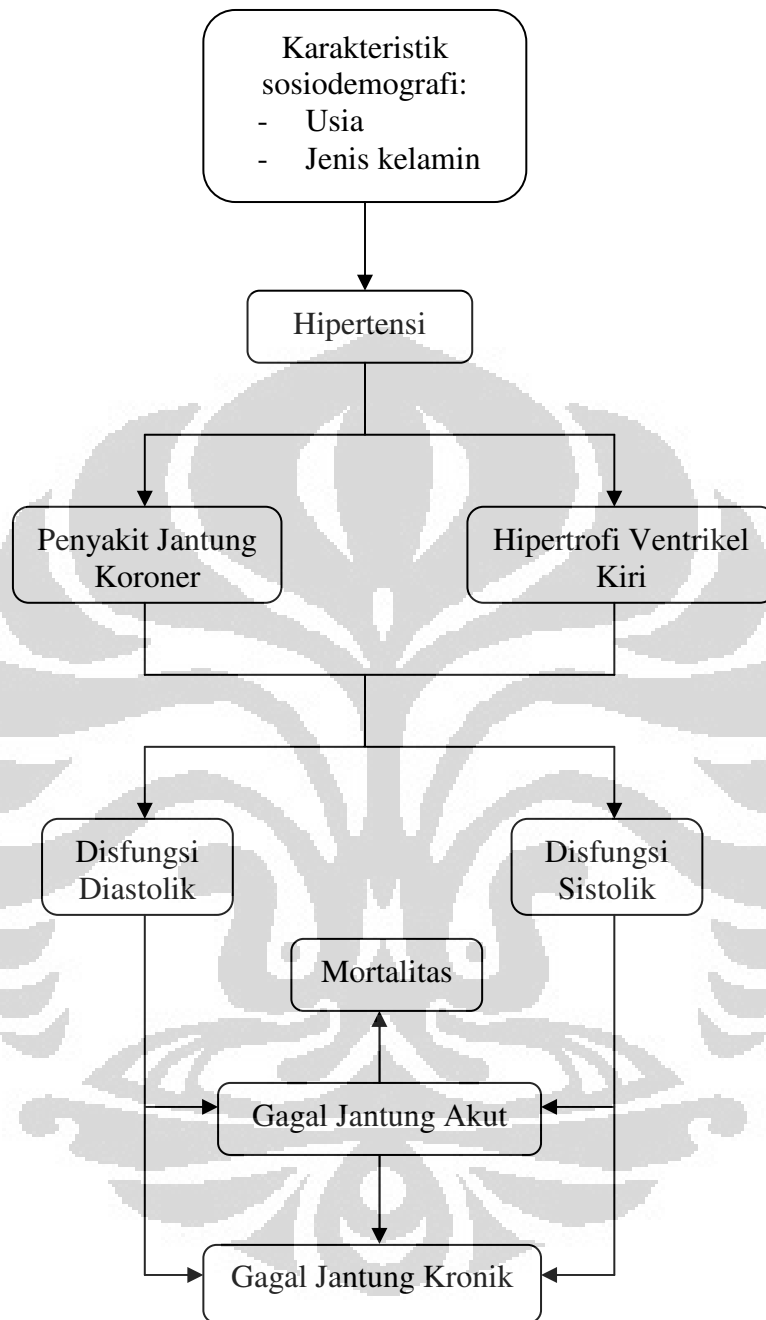 Karakteristik
sosiodemografi:
- Usia
- Jenis kelamin
Hipertensi
Penyakit Jantung
Koroner
Hipertrofi Ventrikel
Kiri
Disfungsi
Diastolik
Disfungsi
Sistolik
Mortalitas
Gagal Jantung Akut
Gagal Jantung Kronik